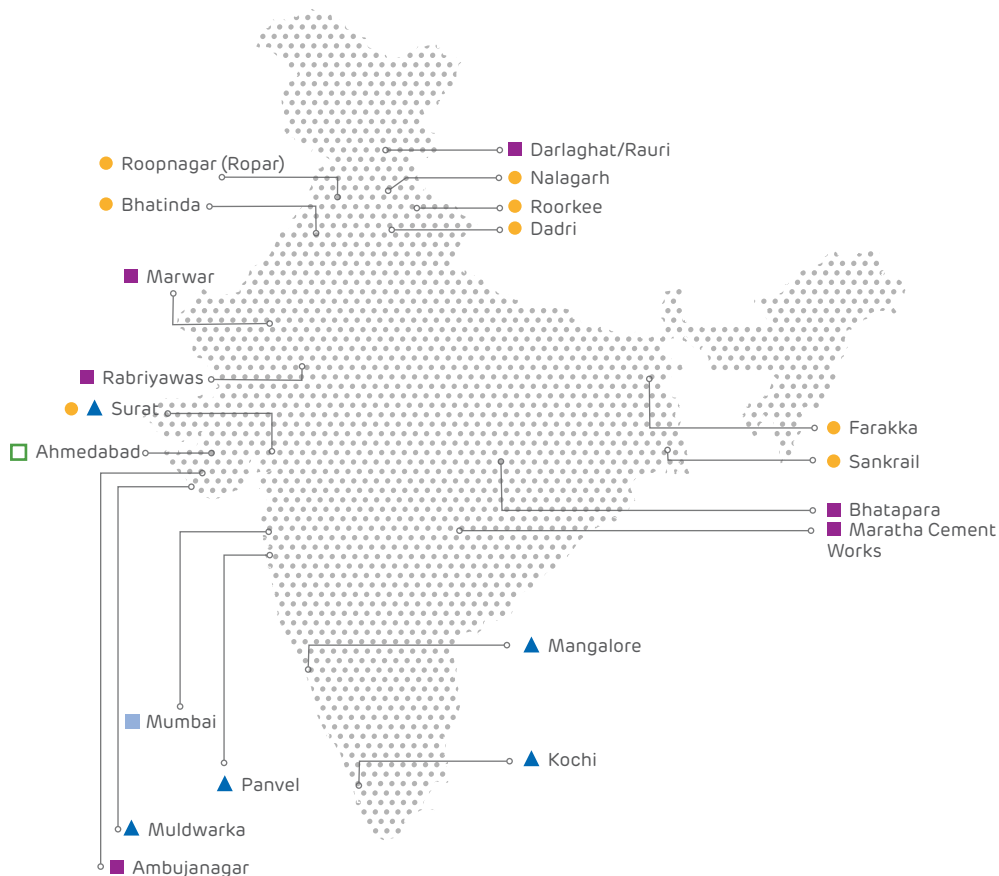 Darlaghat/Rauri
Roopnagar (Ropar)
Nalagarh
Bhatinda
Roorkee
Dadri
Marwar
Rabriyawas
Surat
Farakka
Ahmedabad
Sankrail
Bhatapara
Maratha Cement
Works
Mangalore
Mumbai
Kochi
Panvel
Muldwarka
Ambujanagar